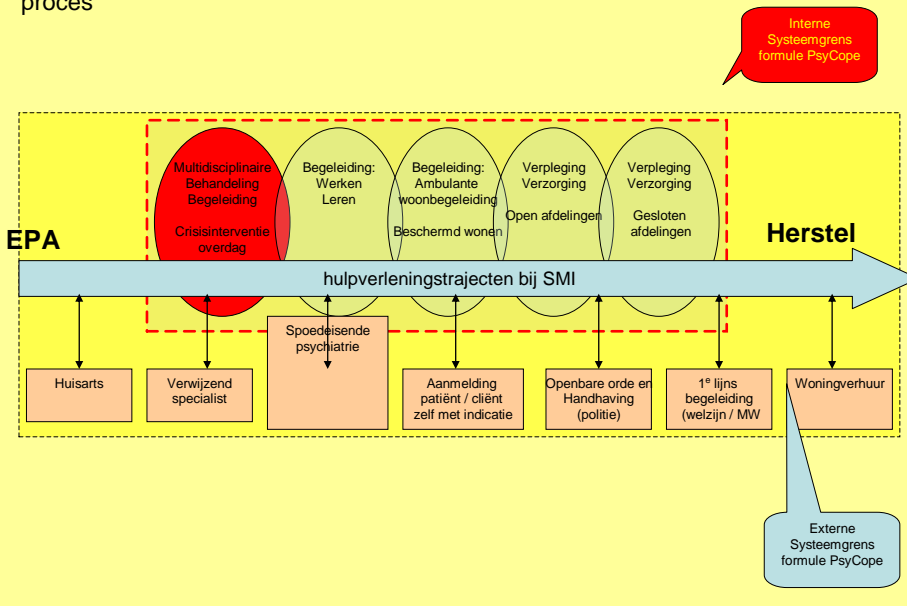 proces
Interne
Systeemgrens
formule PsyCope
Multidisciplinaire
Behandeling
Begeleiding
Crisisinterventie
overdag
Begeleiding:
Werken
Leren
Begeleiding:
Ambulante
woonbegeleiding
Beschermd wonen
Verpleging
Verzorging
Open afdelingen
Verpleging
Verzorging
Gesloten
afdelingen
EPA
Herstel
hulpverleningstrajecten bij SMI
Huisarts
Verwijzend
specialist
Spoedeisende
psychiatrie
Aanmelding
patiënt / cliënt
zelf met indicatie
Openbare orde en
Handhaving
(politie)
1e lijns
begeleiding
(welzijn / MW
Woningverhuur
Externe
Systeemgrens
formule PsyCope